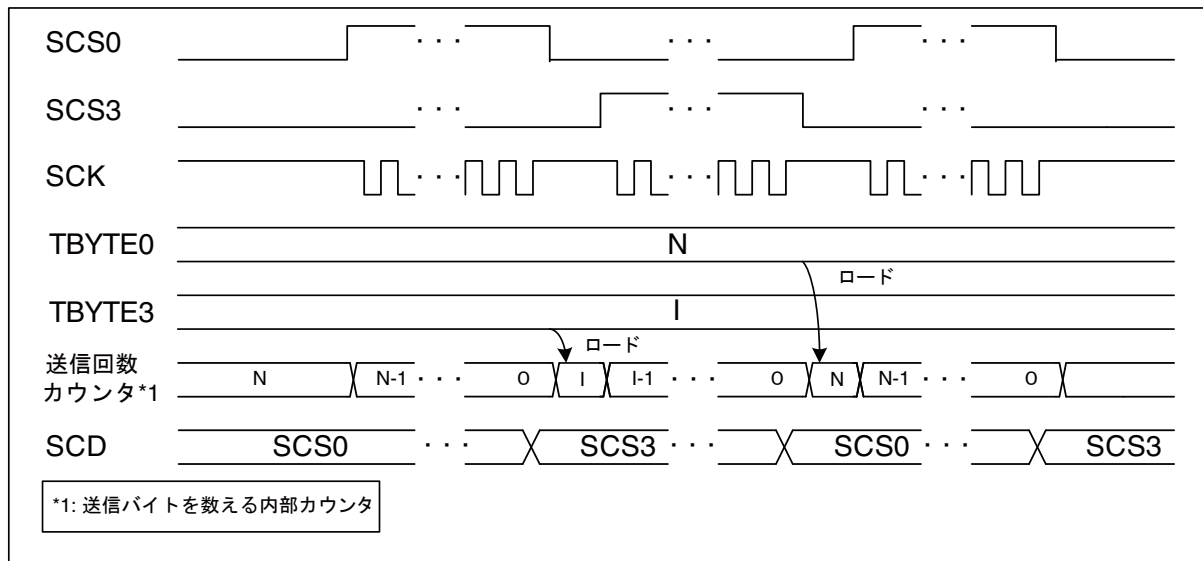 SCS0 ・・・ ・・・ ・・・
SCS3 ・・・ ・・・ ・・・
SCK ・・・ ・・・ ・・・
TBYTE0 N
ロード
TBYTE3 I
ロード
送信回数
カウンタ*1 N N-1 ・・・ 0 I I-1 ・・・ 0 N N-1 ・・・ 0
SCD SCS0 ・・・ SCS3 ・・・ SCS0 ・・・ SCS3
*1: 送信バイトを数える内部カウンタ